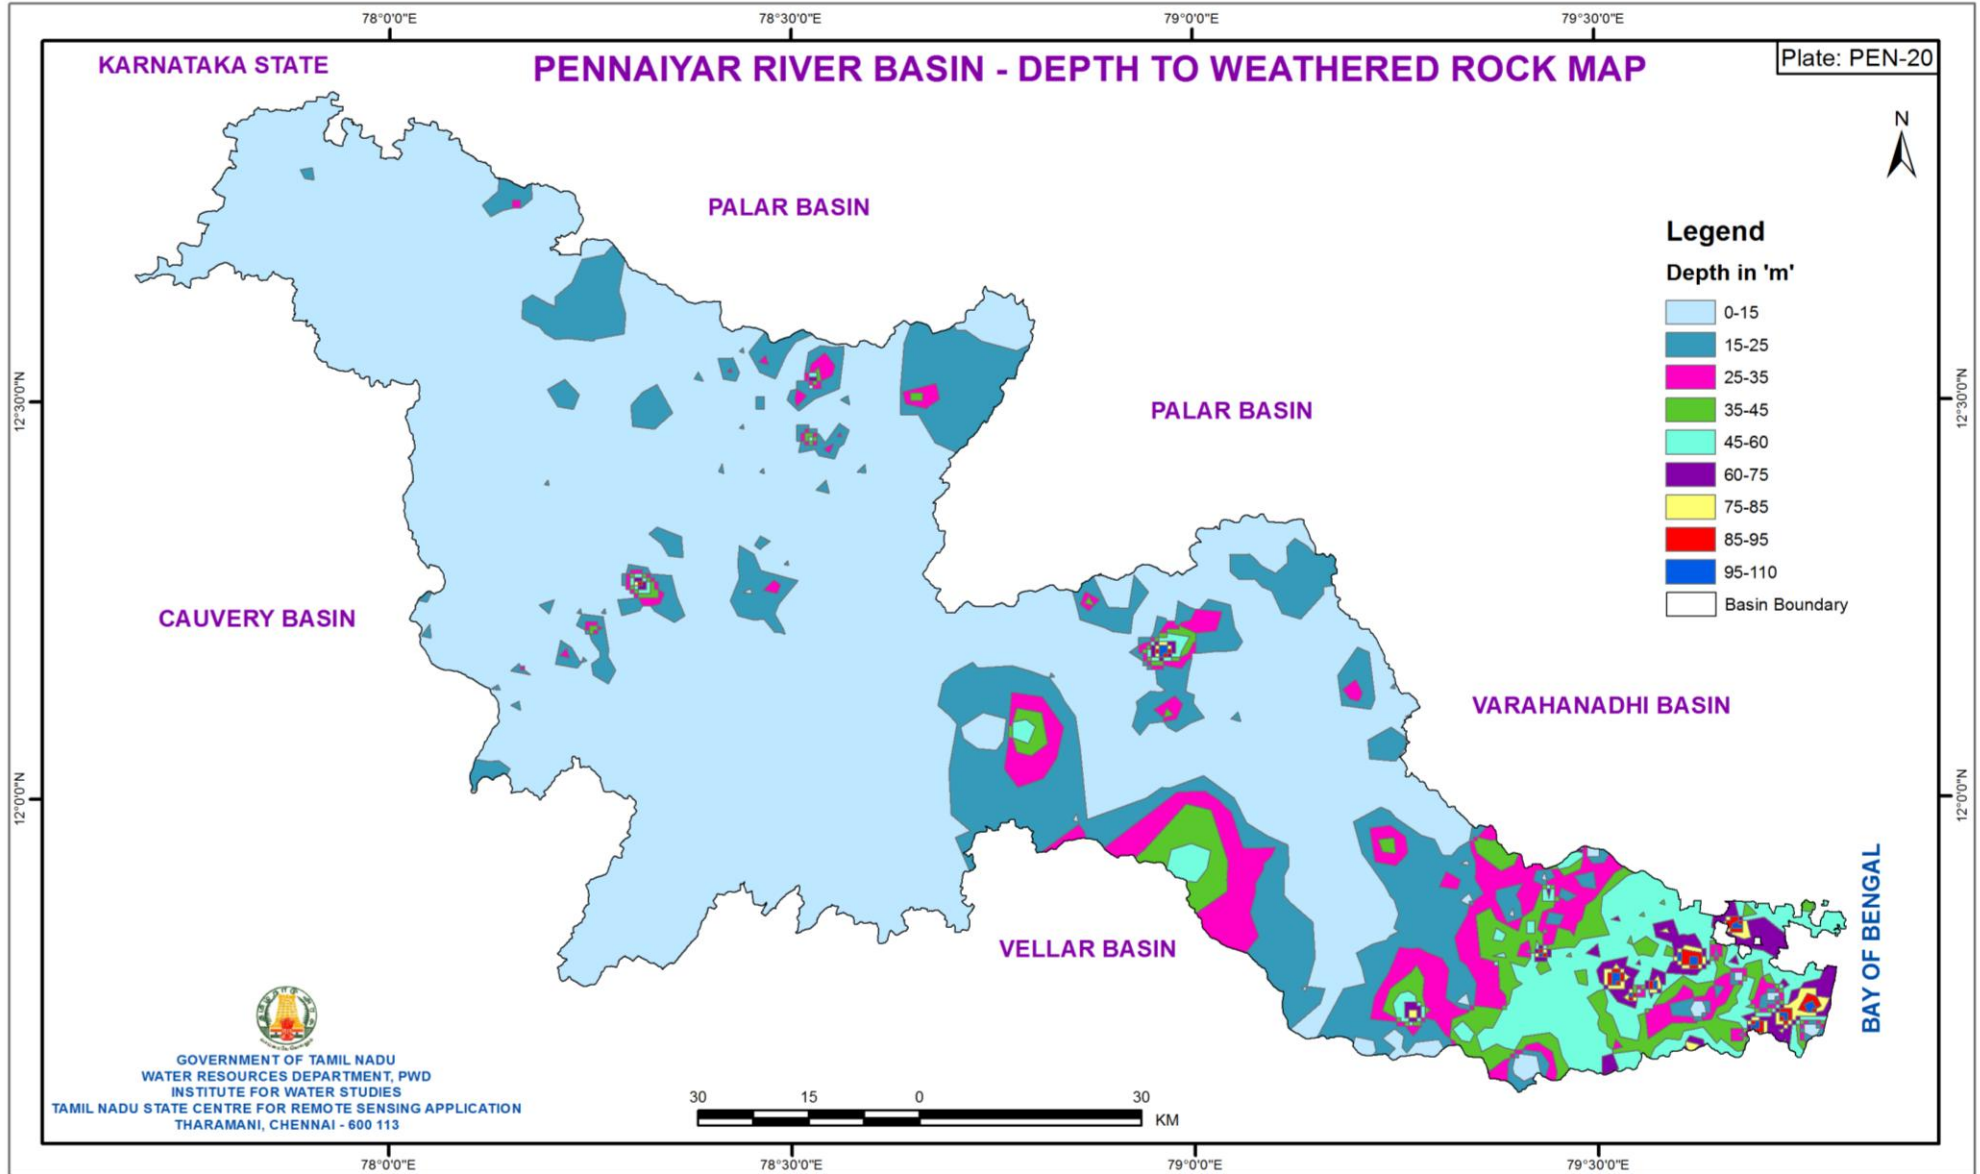 78°0'0"E
78°30'0"E
79°0'0"E
79°30'0"E
KARNATAKA STATE
PENNAIYAR RIVER BASIN - DEPTH TO WEATHERED ROCK MAP
Plate: PEN-20
N
PALAR BASIN
Legend
Depth in 'm'
0-15
15-25
25-35
35-45
45-60
60-75
75-85
85-95
95-110
Basin Boundary
12°30'0"N
12°30'0"N
PALAR BASIN
CAUVERY BASIN
VARAHANADHI BASIN
12°0'0"N
12°0'0"N
VELLAR BASIN
BAY OF BENGAL
GOVERNMENT OF TAMIL NADU
WATER RESOURCES DEPARTMENT, PWD
INSTITUTE FOR WATER STUDIES
TAMIL NADU STATE CENTRE FOR REMOTE SENSING APPLICATION
THARAMANI, CHENNAI - 600 113
30 15 0 30
KM
78°0'0"E
78°30'0"E
79°0'0"E
79°30'0"E